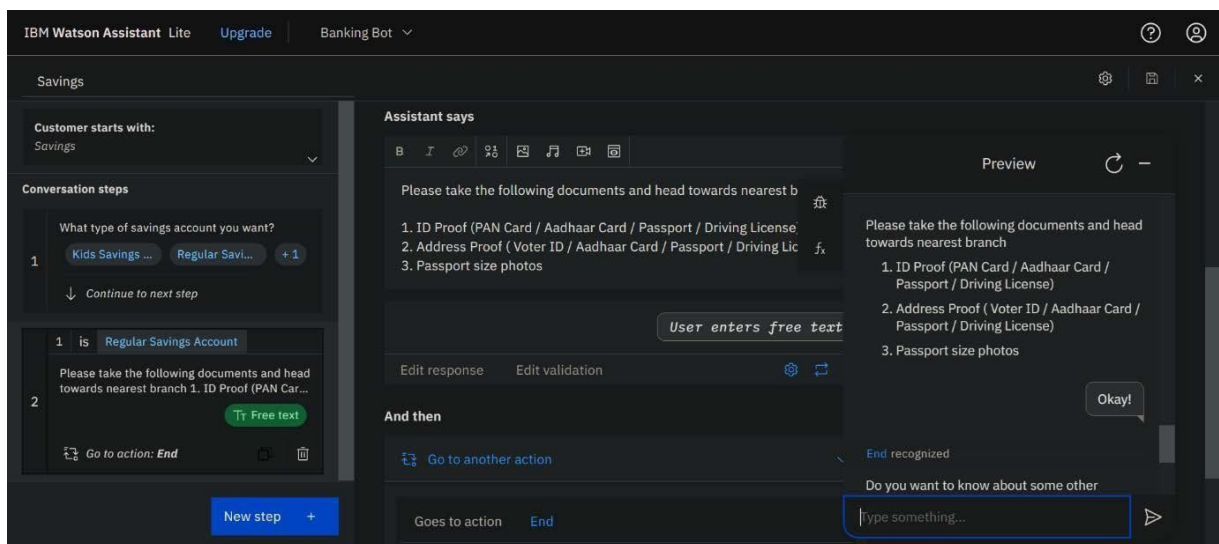 IBM Watson Assistant Lite Upgrade Banking Bot
Savings
Customer starts with:
Savings
Conversation steps
1
What type of savings account you want?
Kids Savings ... Regular Savi... + 1
Continue to next step
1 is Regular Savings Account
2
Please take the following documents and head
towards nearest branch 1. ID Proof (PAN Car...
Tт Free text
Go to action: End
New step +
Assistant says
B I
Please take the following documents and head towards nearest b
1. ID Proof (PAN Card / Aadhaar Card / Passport / Driving License)
2. Address Proof ( Voter ID / Aadhaar Card / Passport / Driving Lic
3. Passport size photos
User enters free text
Edit response Edit validation
And then
Go to another action
Goes to action End
fx
Preview
Please take the following documents and head
towards nearest branch
1. ID Proof (PAN Card / Aadhaar Card /
Passport / Driving License)
2. Address Proof ( Voter ID / Aadhaar Card /
Passport / Driving License)
3. Passport size photos
Okay!
End recognized
Do you want to know about some other
Type something...